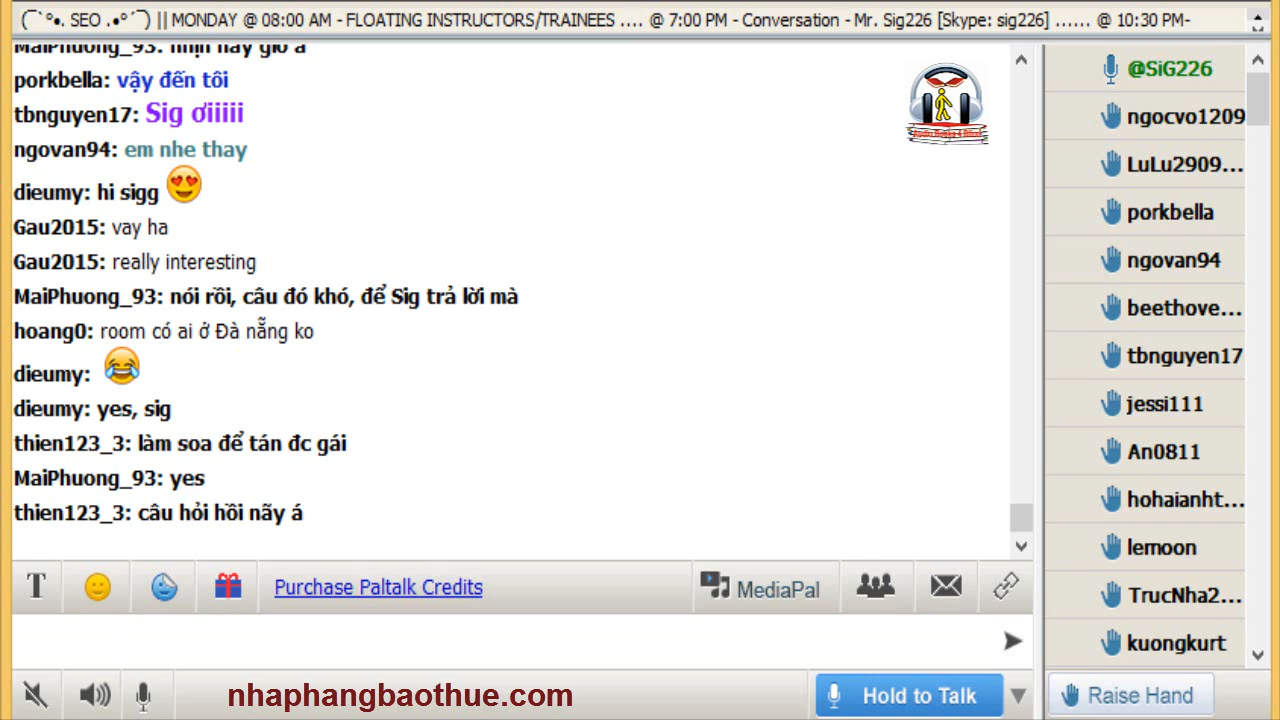 (¯`°•. SEO .•°´¯) || MONDAY @ 08:00 AM - FLOATING INSTRUCTORS/TRAINEES .... @ 7:00 PM - Conversation - Mr. Sig226 [Skype: sig226] ...... @ 10:30 PM-
MaiPhuong_93: nhịn nãy giờ á
porkbella: vậy đến tôi
tbnguyen17: Sig ơiiiii
ngovan94: em nhe thay
dieumy: hi sigg
Gau2015: vay ha
Gau2015: really interesting
MaiPhuong_93: nói rồi, câu đó khó, để Sig trả lời mà
hoang0: room có ai ở Đà nẵng ko
dieumy:
dieumy: yes, sig
thien123_3: làm soa để tán đc gái
MaiPhuong_93: yes
thien123_3: câu hỏi hồi nãy á
Purchase Paltalk Credits
MediaPal
nhaphangbaothue.com
Hold to Talk
@SiG226
ngocvo1209
LuLu2909...
porkbella
ngovan94
beethove...
tbnguyen17
jessi111
An0811
hohaianht...
lemoon
TrucNha2...
kuongkurt
Raise Hand